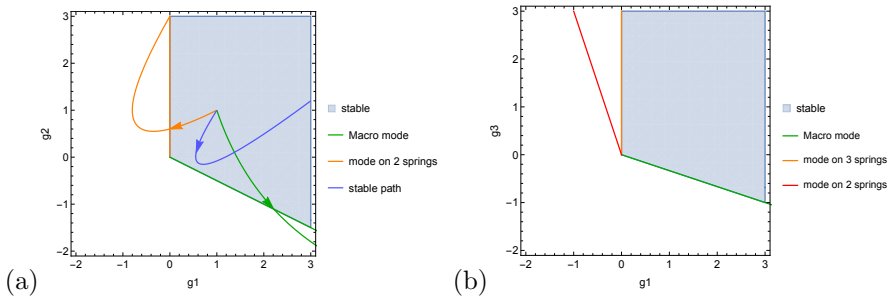 3
2
1
0
−1
−2
−2
−1
0
1
2
3
g2
g1
stable
Macro mode
mode on 2 springs
stable path
(a)
3
2
1
0
−1
−2
−2
−1
0
1
2
3
g3
g1
stable
Macro mode
mode on 3 springs
mode on 2 springs
(b)